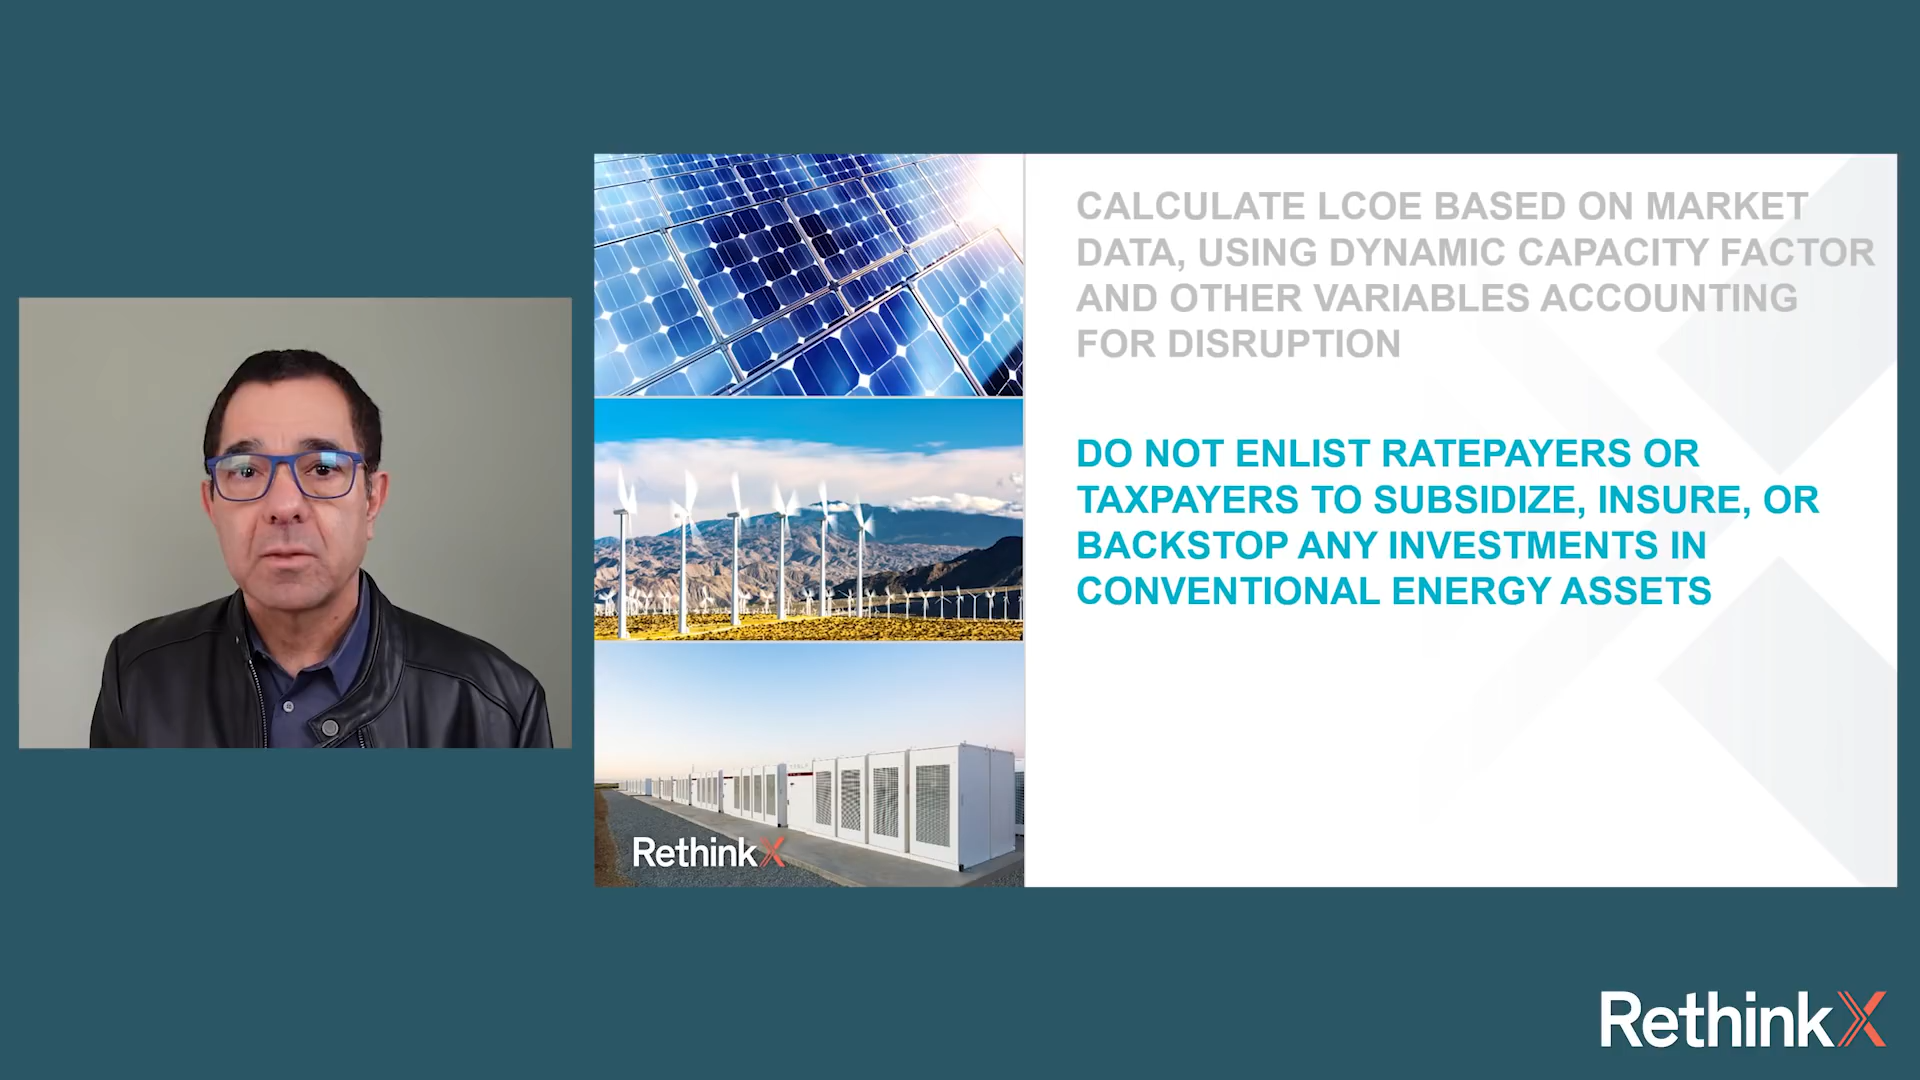 CALCULATE LCOE BASED ON MARKET
DATA, USING DYNAMIC CAPACITY FACTOR
AND OTHER VARIABLES ACCOUNTING
FOR DISRUPTION
DO NOT ENLIST RATEPAYERS OR
TAXPAYERS TO SUBSIDIZE, INSURE, OR
BACKSTOP ANY INVESTMENTS IN
CONVENTIONAL ENERGY ASSETS
RethinkX
RethinkX